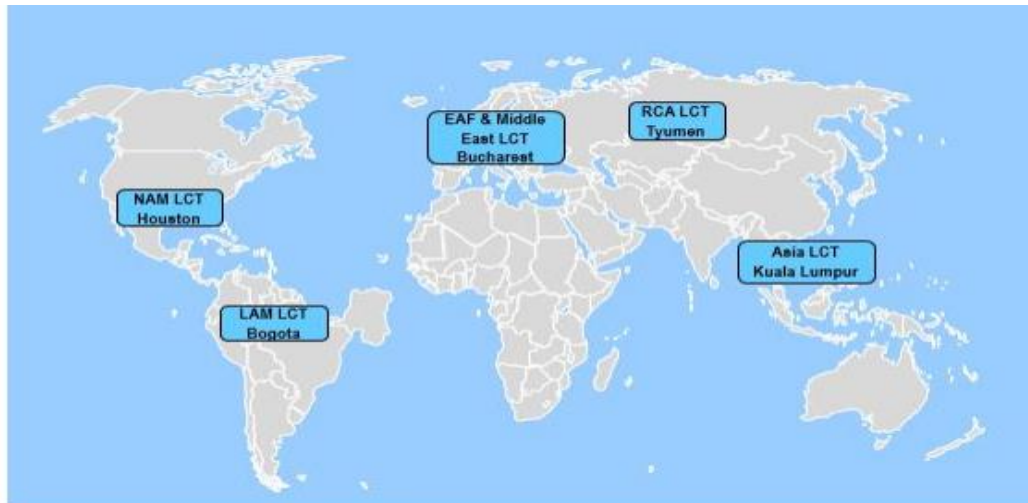 EAF & Middle
East LCT
Bucharest
RCA LCT
Tyumen
NAM LCT
Houston
Asia LCT
Kuala Lumpur
LAM LCT
Bogota